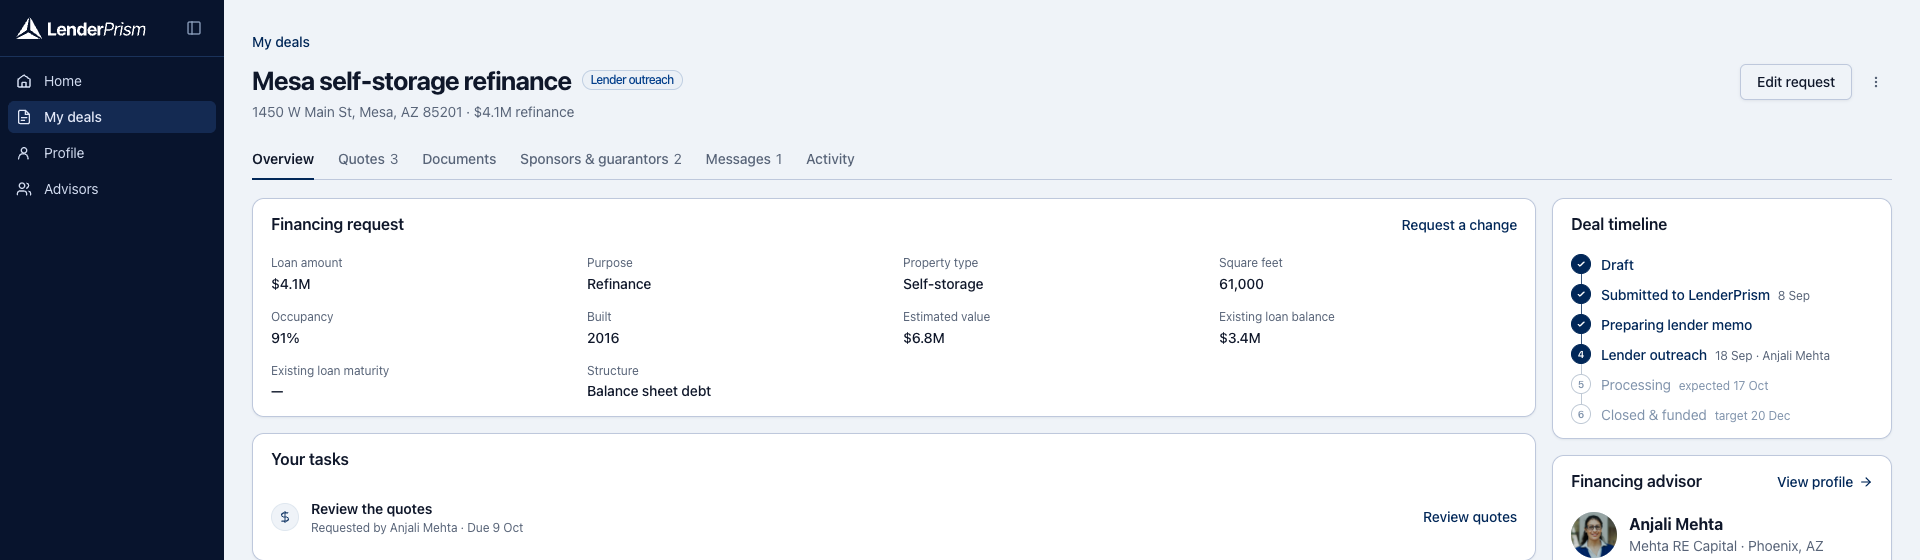 LenderPrism
Home
My deals
Profile
Advisors
My deals
Mesa self-storage refinance
Lender outreach
1450 W Main St, Mesa, AZ 85201 · $4.1M refinance
Edit request
Overview
Quotes 3
Documents
Sponsors & guarantors 2
Messages 1
Activity
Financing request
Request a change
Loan amount
$4.1M
Purpose
Refinance
Property type
Self-storage
Square feet
61,000
Occupancy
91%
Built
2016
Estimated value
$6.8M
Existing loan balance
$3.4M
Existing loan maturity
—
Structure
Balance sheet debt
Your tasks
$
Review the quotes
Requested by Anjali Mehta · Due 9 Oct
Review quotes
Deal timeline
Draft
Submitted to LenderPrism 8 Sep
Preparing lender memo
4 Lender outreach 18 Sep · Anjali Mehta
5 Processing expected 17 Oct
6 Closed & funded target 20 Dec
Financing advisor
View profile →
Anjali Mehta
Mehta RE Capital · Phoenix, AZ